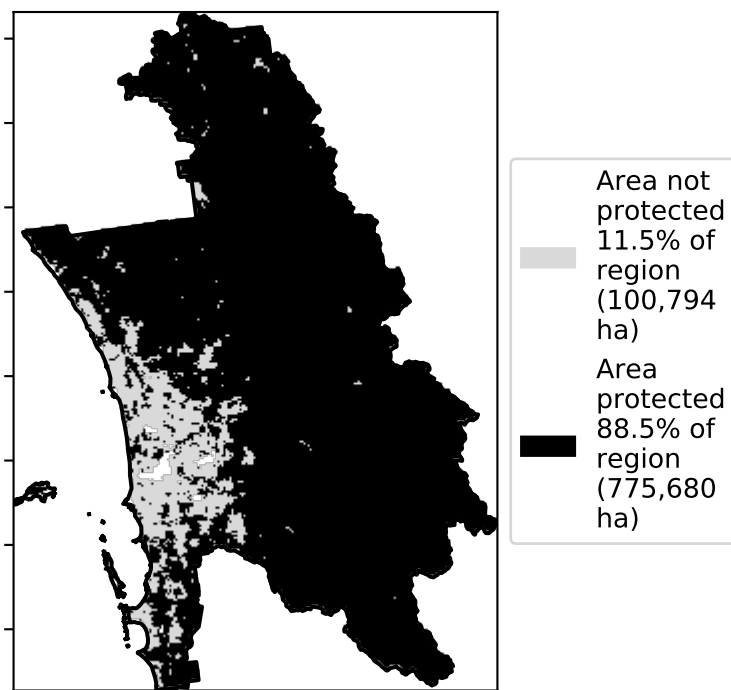 Area not
protected
11.5% of
region
(100,794
ha)
Area
protected
88.5% of
region
(775,680
ha)